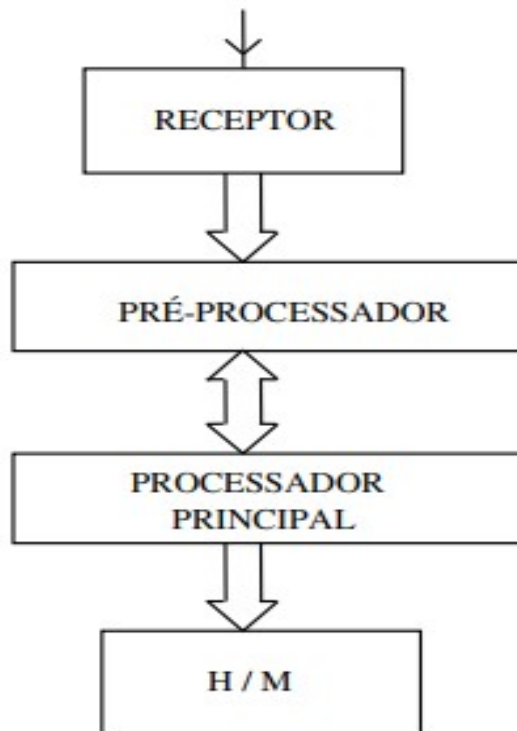 RECEPTOR
PRÉ-PROCESSADOR
PROCESSADOR
PRINCIPAL
H / M